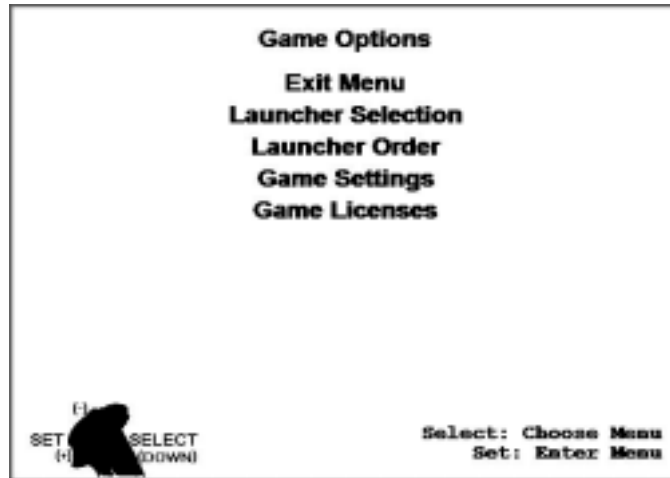 Game Options
Exit Menu
Launcher Selection
Launcher Order
Game Settings
Game Licenses
[-]
SET SELECT
[+] (DOWN)
Select: Choose Menu
Set: Enter Menu